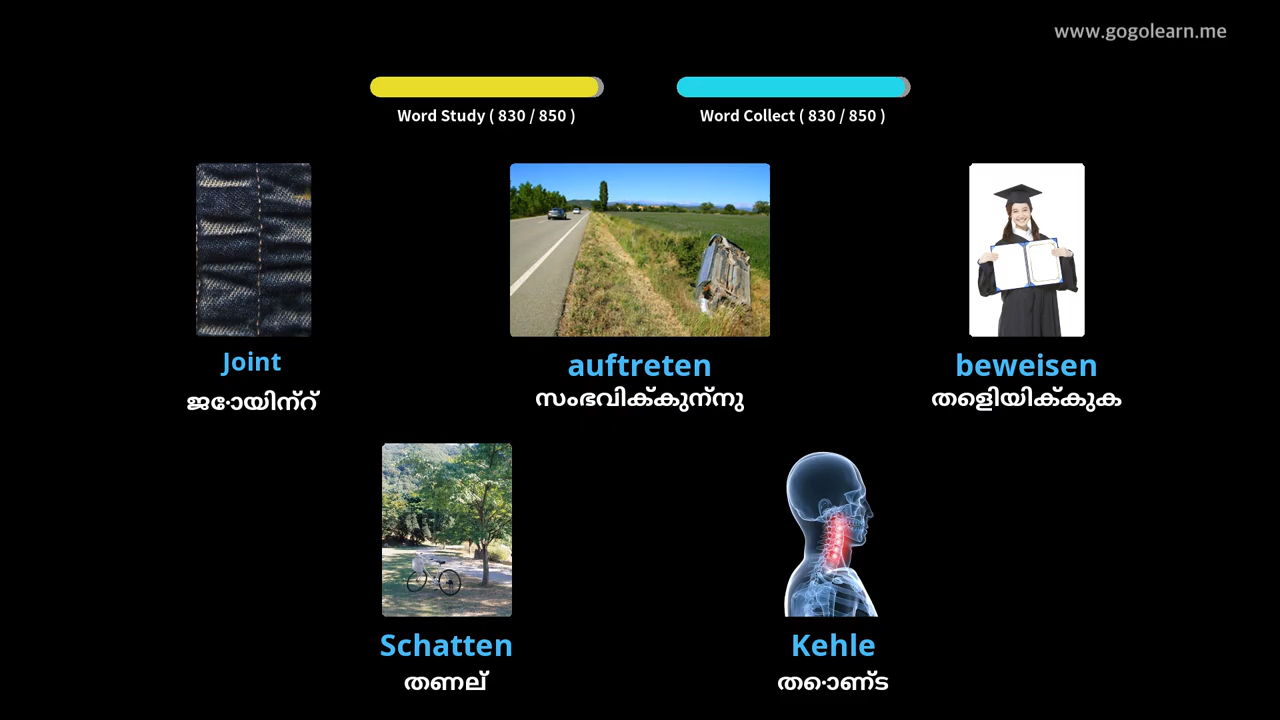 www.gogolearn.me
Word Study ( 830 / 850 )
Word Collect ( 830 / 850 )
Joint
ജോയിന്റ്
auftreten
സംഭവിക്കുന്നു
beweisen
തെളിയിക്കുക
Schatten
തണല്
Kehle
തൊണ്ട